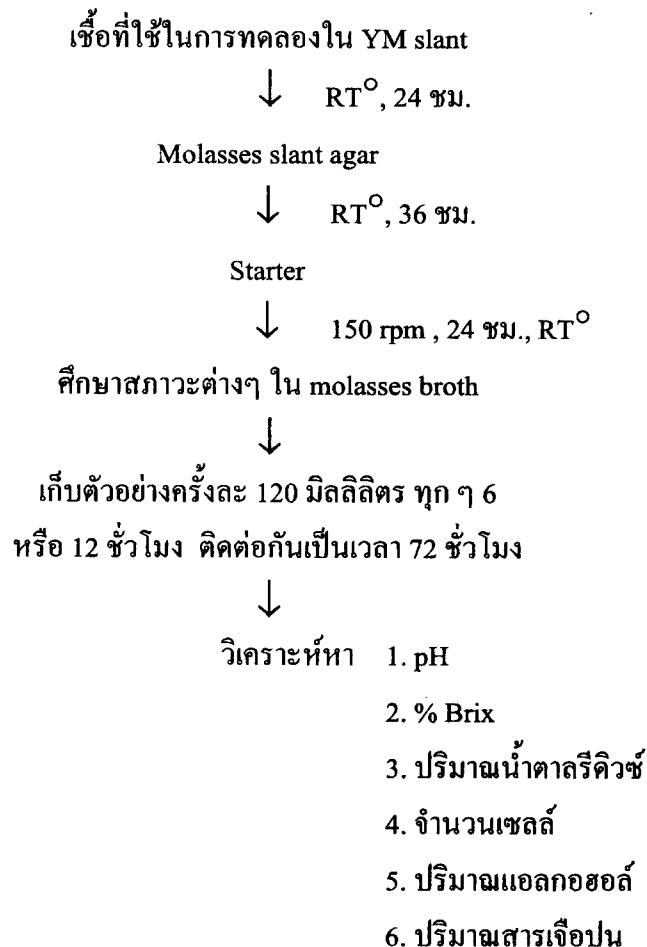 เชื้อที่ใช้ในการทดลองใน YM slant
↓ RT°, 24 ชม.
Molasses slant agar
↓ RT°, 36 ชม.
Starter
↓ 150 rpm , 24 ชม., RT°
ศึกษาสภาวะต่างๆ ใน molasses broth
↓
เก็บตัวอย่างครั้งละ 120 มิลลิลิตร ทุก ๆ 6
หรือ 12 ชั่วโมง ติดต่อกันเป็นเวลา 72 ชั่วโมง
↓
วิเคราะห์หา 1. pH
2. % Brix
3. ปริมาณน้ำตาลรีดิวซ์
4. จำนวนเซลล์
5. ปริมาณแอลกอฮอล์
6. ปริมาณสารเจือปน